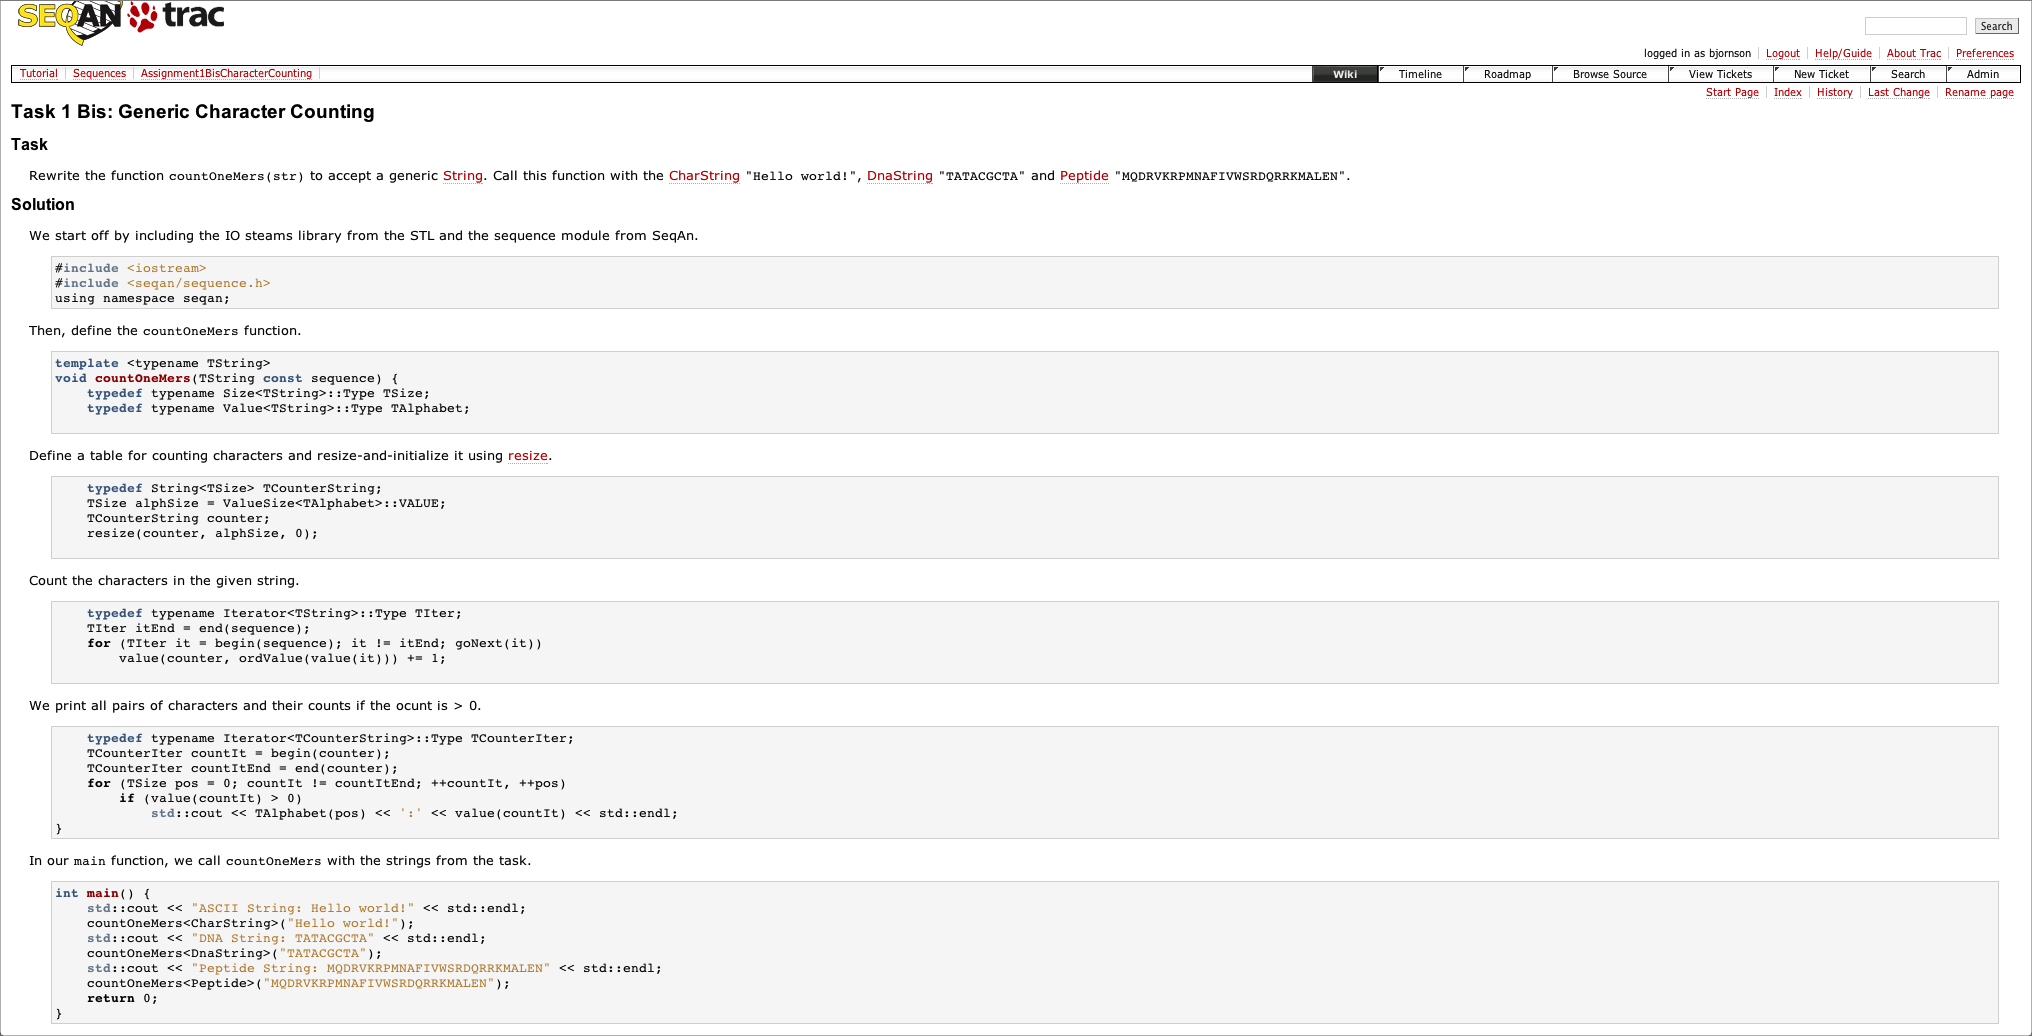 SEQAN trac
Search
logged in as bjornson Logout Help/Guide About Trac Preferences
Tutorial Sequences Assignment1BisCharacterCounting Wiki Timeline Roadmap Browse Source View Tickets New Ticket Search Admin
Start Page Index History Last Change Rename page
Task 1 Bis: Generic Character Counting
Task
Rewrite the function countOneMers(str) to accept a generic String. Call this function with the CharString "Hello world!", DnaString "TATACGCTA" and Peptide "MQDRVKRPMNAFIVWSRDQRRKMALEN".
Solution
We start off by including the IO steams library from the STL and the sequence module from SeqAn.
#include <iostream>
#include <seqan/sequence.h>
using namespace seqan;
Then, define the countOneMers function.
template <typename TString>
void countOneMers(TString const sequence) {
    typedef typename Size<TString>::Type TSize;
    typedef typename Value<TString>::Type TAlphabet;
Define a table for counting characters and resize-and-initialize it using resize.
    typedef String<TSize> TCounterString;
    TSize alphSize = ValueSize<TAlphabet>::VALUE;
    TCounterString counter;
    resize(counter, alphSize, 0);
Count the characters in the given string.
    typedef typename Iterator<TString>::Type TIter;
    TIter itEnd = end(sequence);
    for (TIter it = begin(sequence); it != itEnd; goNext(it))
        value(counter, ordValue(value(it))) += 1;
We print all pairs of characters and their counts if the ocunt is > 0.
    typedef typename Iterator<TCounterString>::Type TCounterIter;
    TCounterIter countIt = begin(counter);
    TCounterIter countItEnd = end(counter);
    for (TSize pos = 0; countIt != countItEnd; ++countIt, ++pos)
        if (value(countIt) > 0)
            std::cout << TAlphabet(pos) << ':' << value(countIt) << std::endl;
}
In our main function, we call countOneMers with the strings from the task.
int main() {
    std::cout << "ASCII String: Hello world!" << std::endl;
    countOneMers<CharString>("Hello world!");
    std::cout << "DNA String: TATACGCTA" << std::endl;
    countOneMers<DnaString>("TATACGCTA");
    std::cout << "Peptide String: MQDRVKRPMNAFIVWSRDQRRKMALEN" << std::endl;
    countOneMers<Peptide>("MQDRVKRPMNAFIVWSRDQRRKMALEN");
    return 0;
}